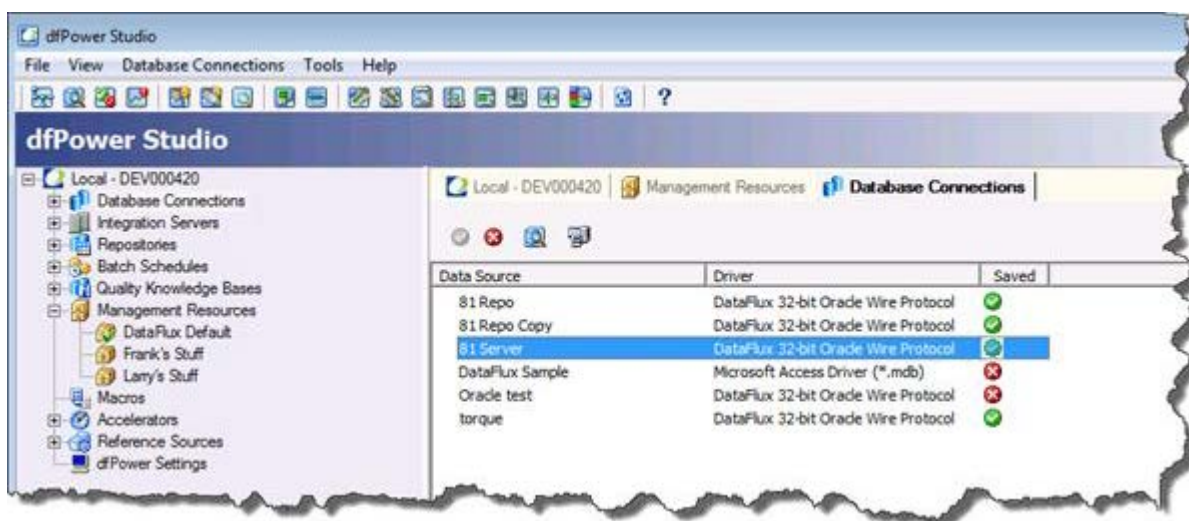 dfPower Studio
File View Database Connections Tools Help
dfPower Studio
Local - DEV000420
Database Connections
Integration Servers
Repositories
Batch Schedules
Quality Knowledge Bases
Management Resources
DataFlux Default
Frank's Stuff
Larry's Stuff
Macros
Accelerators
Reference Sources
dfPower Settings
Local - DEV000420 Management Resources Database Connections
Data Source Driver Saved
81 Repo DataFlux 32-bit Oracle Wire Protocol
81 Repo Copy DataFlux 32-bit Oracle Wire Protocol
81 Server DataFlux 32-bit Oracle Wire Protocol
DataFlux Sample Microsoft Access Driver (*.mdb)
Oracle test DataFlux 32-bit Oracle Wire Protocol
torque DataFlux 32-bit Oracle Wire Protocol